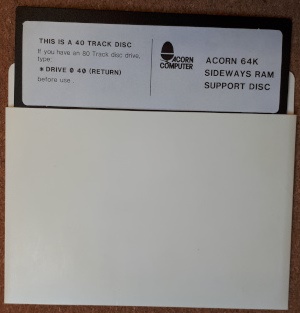 THIS IS A 40 TRACK DISC
If you have an 80 Track disc drive,
type:
* DRIVE 0 40 (RETURN)
before use
ACORN
COMPUTER
ACORN 64K
SIDEWAYS RAM
SUPPORT DISC